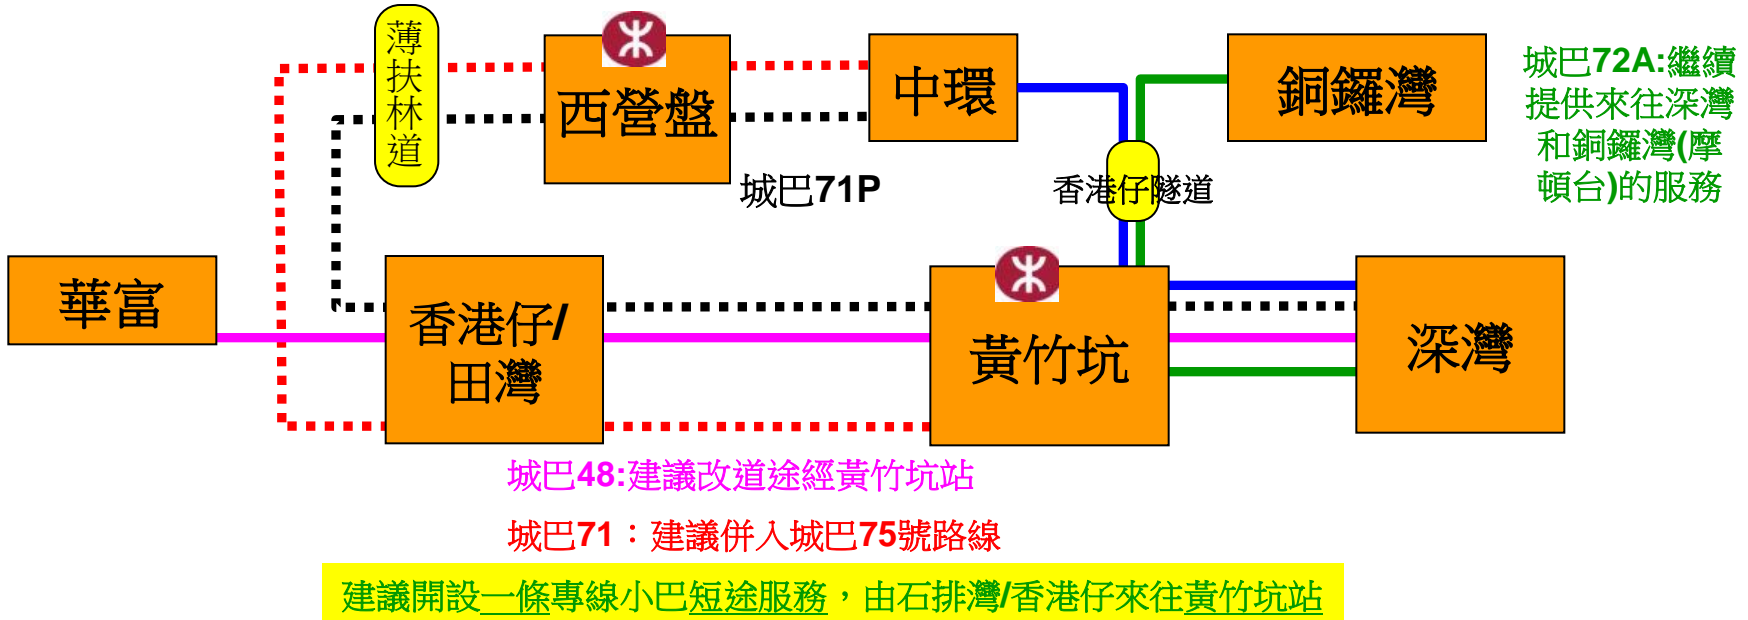 薄扶林道
西營盤
中環
銅鑼灣
城巴72A:繼續
提供來往深灣
和銅鑼灣(摩
頓台)的服務
城巴71P
香港仔隧道
華富
香港仔/
田灣
黃竹坑
深灣
城巴48:建議改道途經黃竹坑站
城巴71：建議併入城巴75號路線
建議開設一條專線小巴短途服務，由石排灣/香港仔來往黃竹坑站